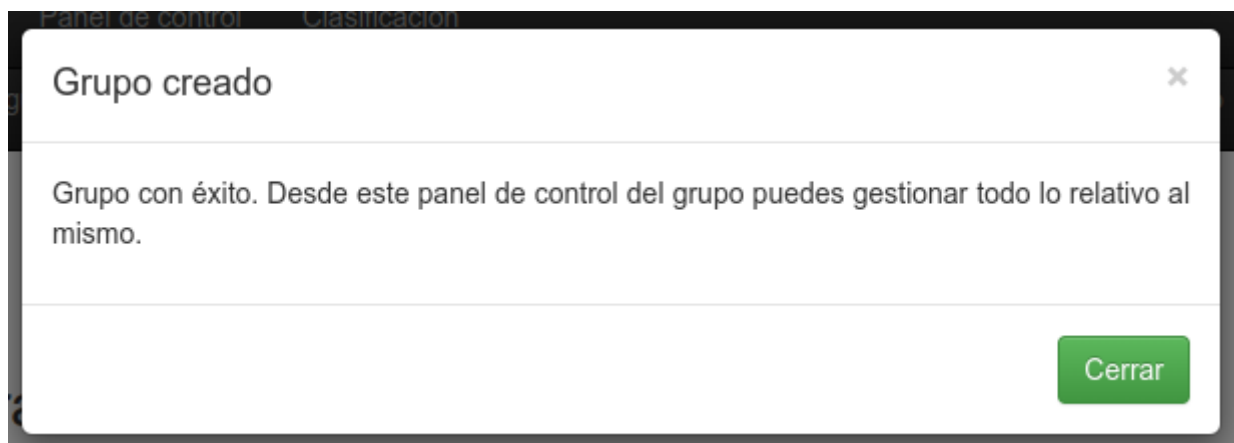 Panel de control Clasificación
Grupo creado ×
Grupo con éxito. Desde este panel de control del grupo puedes gestionar todo lo relativo al
mismo.
Cerrar